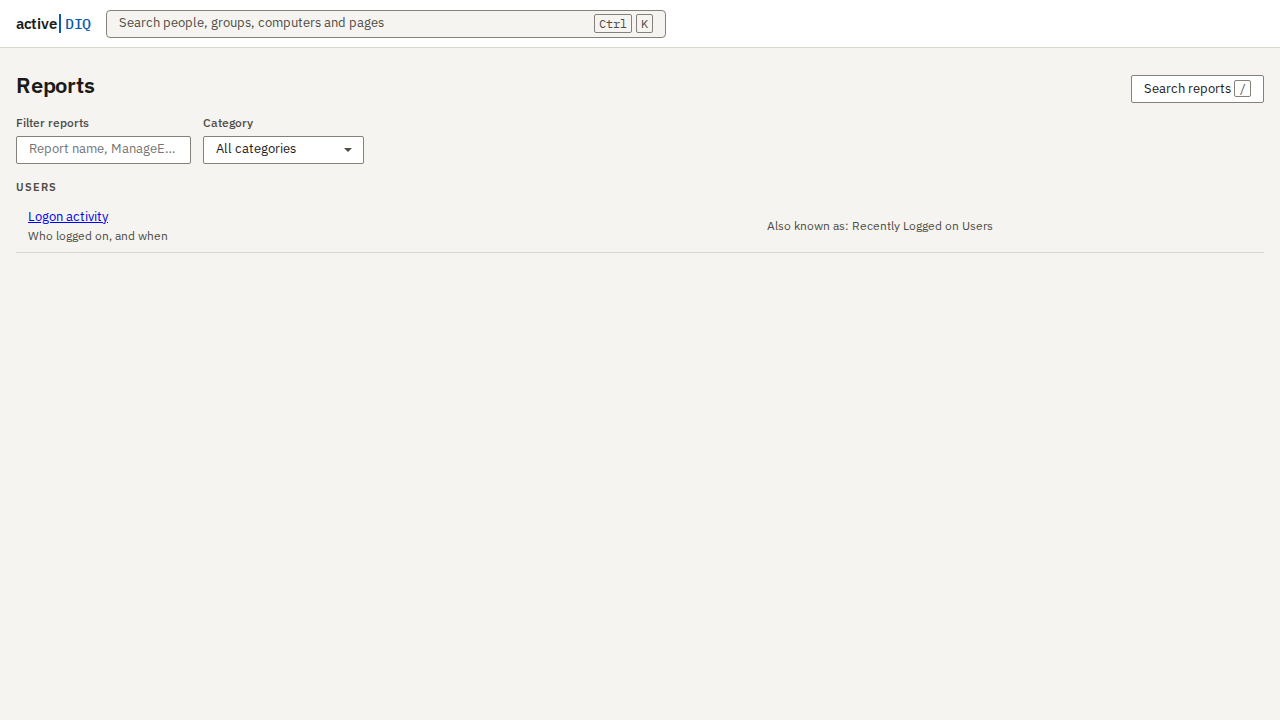 active|DIQ
Search people, groups, computers and pages
Ctrl K
Reports
Search reports /
Filter reports
Category
Report name, ManageE...
All categories
USERS
Logon activity
Who logged on, and when
Also known as: Recently Logged on Users